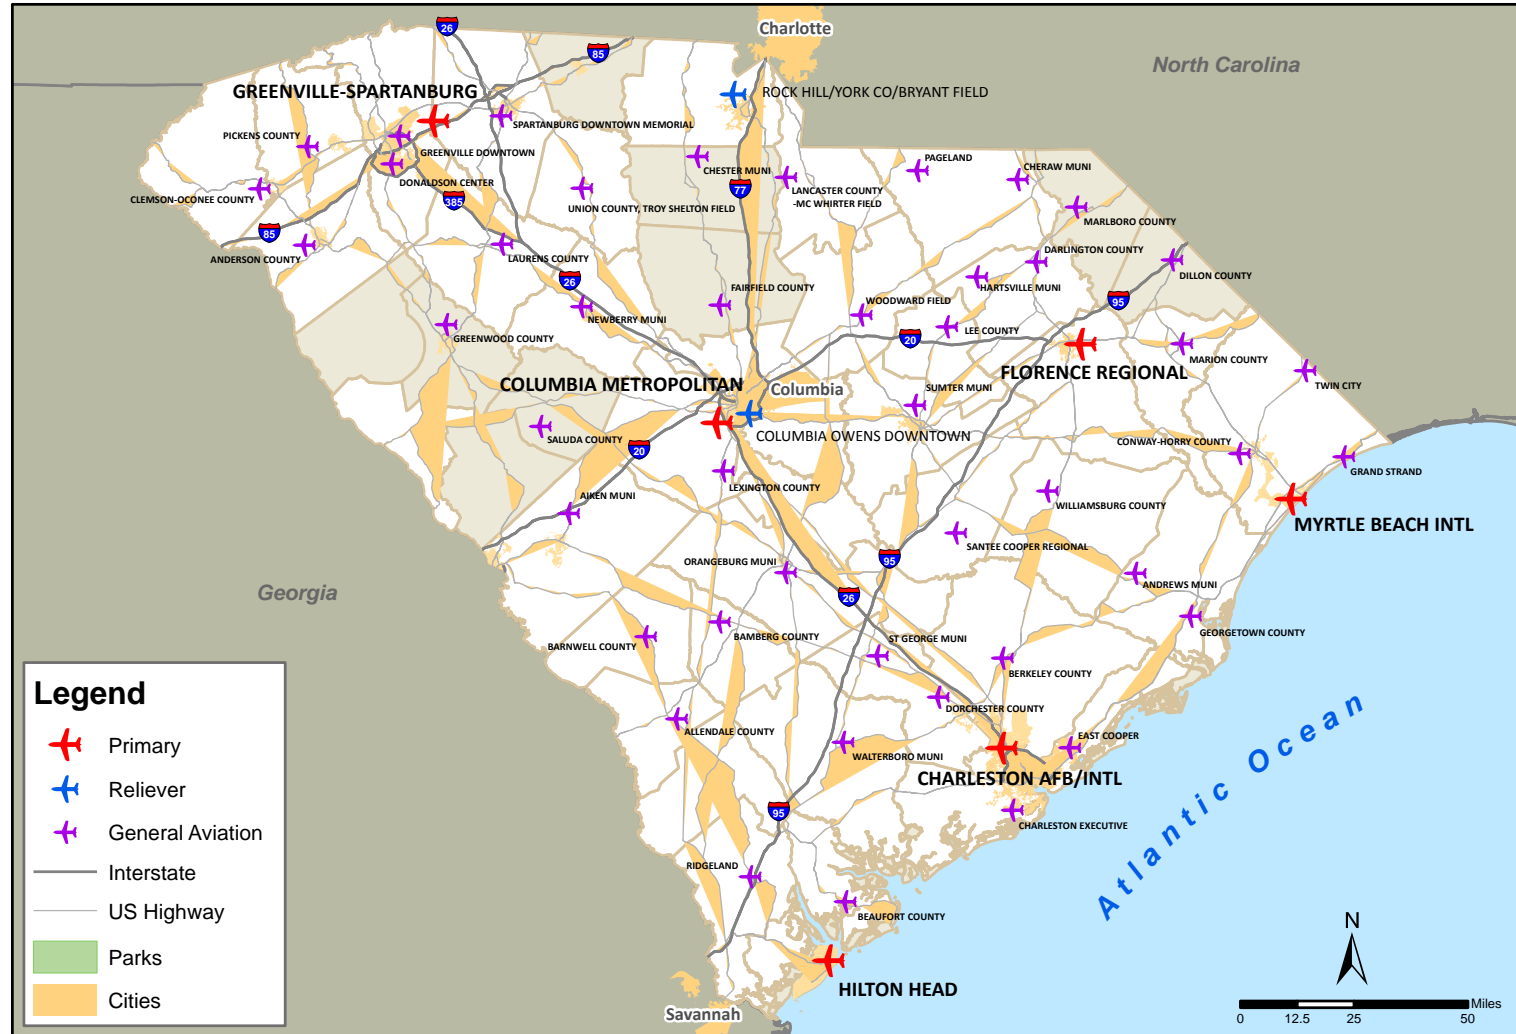 26
Charlotte
85
North Carolina
GREENVILLE-SPARTANBURG
ROCK HILL/YORK CO/BRYANT FIELD
SPARTANBURG DOWNTOWN MEMORIAL
PICKENS COUNTY
GREENVILLE DOWNTOWN
PAGELAND
CHERAW MUNI
CHESTER MUNI
DONALDSON CENTER
77
LANCASTER COUNTY
-MC WHIRTER FIELD
CLEMSON-OCONEE COUNTY
385
UNION COUNTY, TROY SHELTON FIELD
MARLBORO COUNTY
85
DARLINGTON COUNTY
ANDERSON COUNTY
LAURENS COUNTY
DILLON COUNTY
26
HARTSVILLE MUNI
FAIRFIELD COUNTY
95
WOODWARD FIELD
NEWBERRY MUNI
LEE COUNTY
GREENWOOD COUNTY
20
MARION COUNTY
FLORENCE REGIONAL
COLUMBIA METROPOLITAN
Columbia
SUMTER MUNI
TWIN CITY
COLUMBIA OWENS DOWNTOWN
SALUDA COUNTY
CONWAY-HORRY COUNTY
20
GRAND STRAND
LEXINGTON COUNTY
AIKEN MUNI
WILLIAMSBURG COUNTY
MYRTLE BEACH INTL
SANTEE COOPER REGIONAL
ORANGEBURG MUNI
95
ANDREWS MUNI
Georgia
26
GEORGETOWN COUNTY
BAMBERG COUNTY
ST GEORGE MUNI
BARNWELL COUNTY
BERKELEY COUNTY
DORCHESTER COUNTY
ALLENDALE COUNTY
EAST COOPER
WALTERBORO MUNI
CHARLESTON AFB/INTL
Atlantic Ocean
95
CHARLESTON EXECUTIVE
RIDGELAND
BEAUFORT COUNTY
HILTON HEAD
Savannah
Legend
Primary
Reliever
General Aviation
Interstate
US Highway
Parks
Cities
N
Miles
0 12.5 25 50